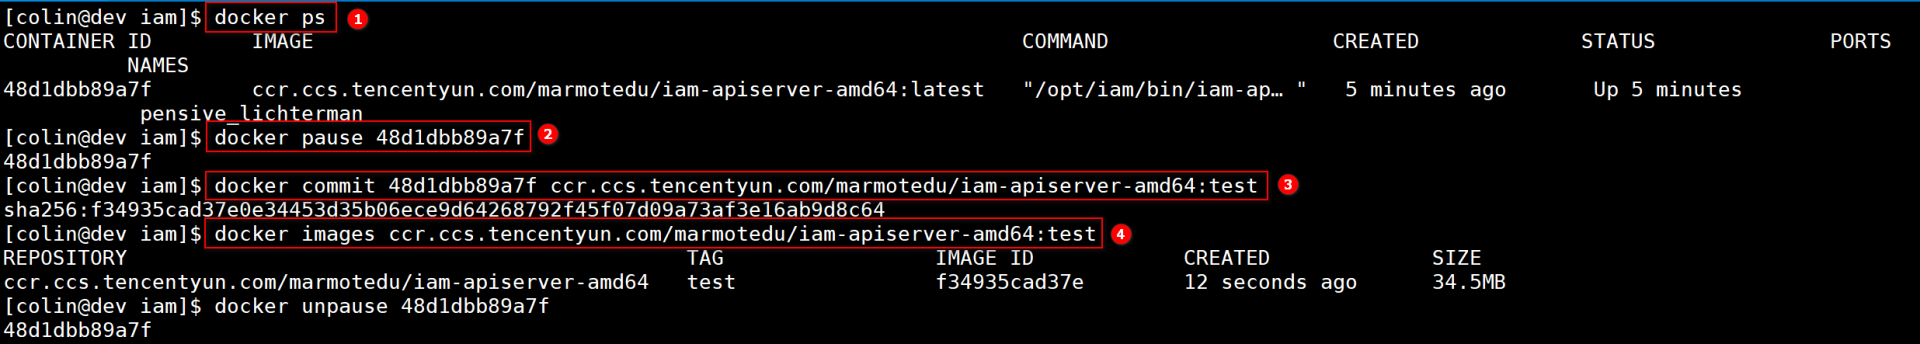 [colin@dev iam]$ docker ps 1
CONTAINER ID IMAGE COMMAND CREATED STATUS PORTS
NAMES
48d1dbb89a7f ccr.ccs.tencentyun.com/marmotedu/iam-apiserver-amd64:latest "/opt/iam/bin/iam-ap… " 5 minutes ago Up 5 minutes
pensive_lichterman
[colin@dev iam]$ docker pause 48d1dbb89a7f 2
48d1dbb89a7f
[colin@dev iam]$ docker commit 48d1dbb89a7f ccr.ccs.tencentyun.com/marmotedu/iam-apiserver-amd64:test 3
sha256:f34935cad37e0e34453d35b06ece9d64268792f45f07d09a73af3e16ab9d8c64
[colin@dev iam]$ docker images ccr.ccs.tencentyun.com/marmotedu/iam-apiserver-amd64:test 4
REPOSITORY TAG IMAGE ID CREATED SIZE
ccr.ccs.tencentyun.com/marmotedu/iam-apiserver-amd64 test f34935cad37e 12 seconds ago 34.5MB
[colin@dev iam]$ docker unpause 48d1dbb89a7f
48d1dbb89a7f